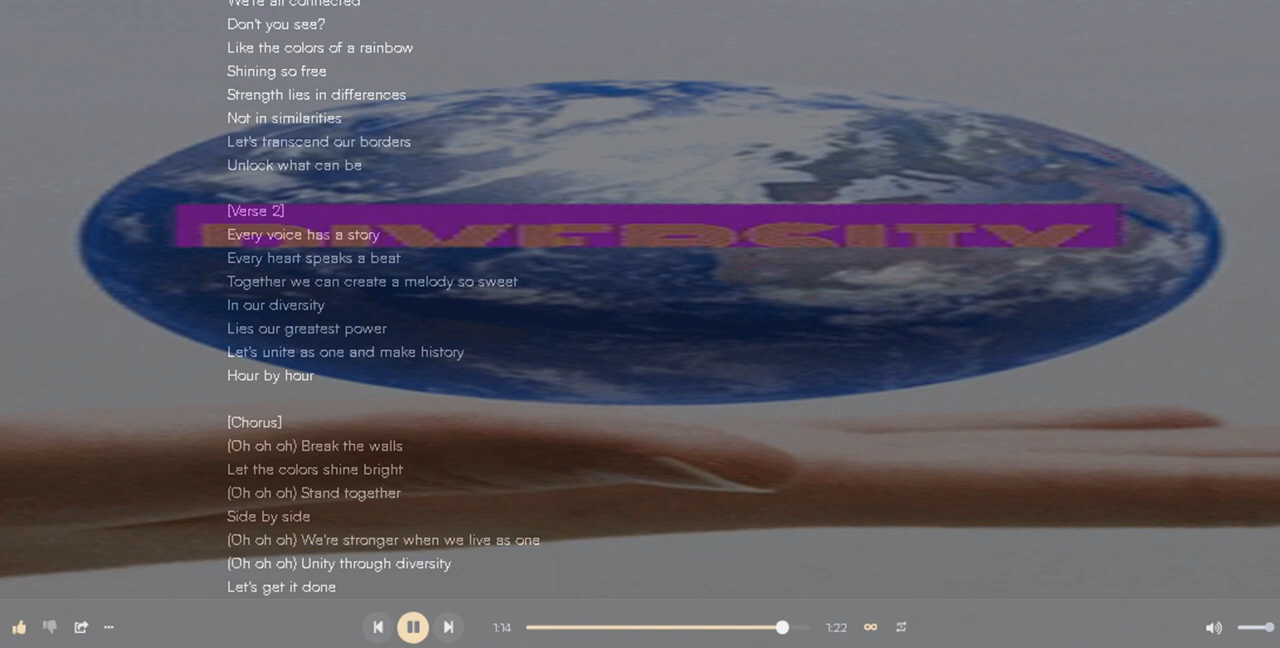 We're all connected
Don't you see?
Like the colors of a rainbow
Shining so free
Strength lies in differences
Not in similarities
Let's transcend our borders
Unlock what can be
[Verse 2]
DIVERSITY
Every voice has a story
Every heart speaks a beat
Together we can create a melody so sweet
In our diversity
Lies our greatest power
Let's unite as one and make history
Hour by hour
[Chorus]
(Oh oh oh) Break the walls
Let the colors shine bright
(Oh oh oh) Stand together
Side by side
(Oh oh oh) We're stronger when we live as one
(Oh oh oh) Unity through diversity
Let's get it done
1:14
1:22